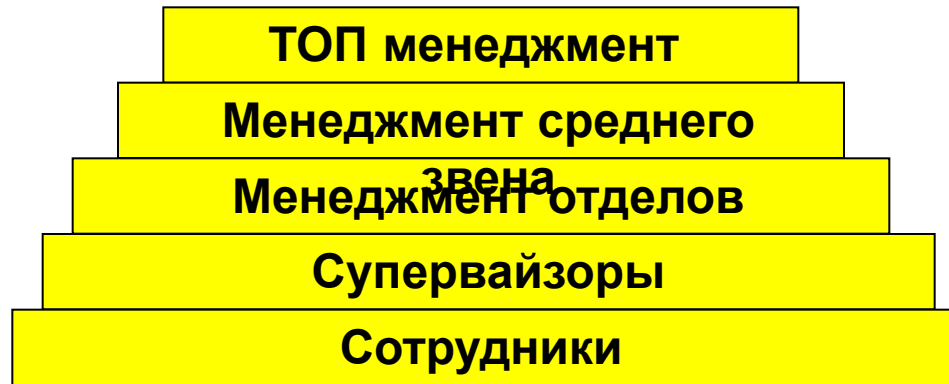 ТОП менеджмент
Менеджмент среднего
звена
Менеджмент отделов
Супервайзоры
Сотрудники